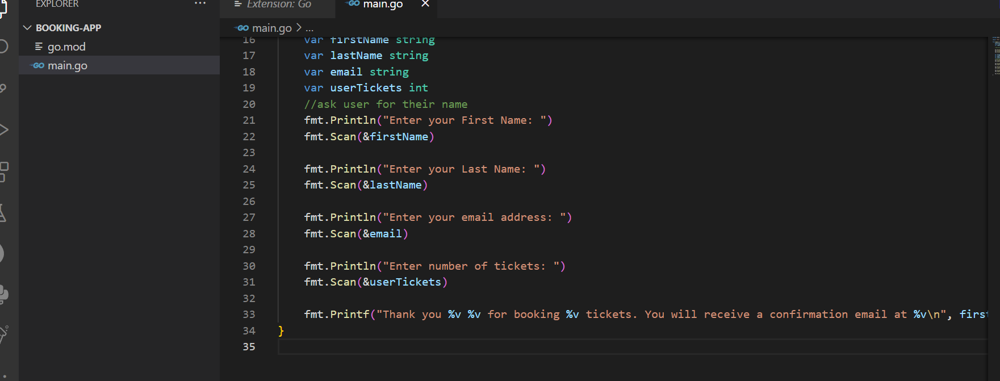 EXPLORER ...
Extension: Go
GO main.go ×
BOOKING-APP
GO main.go > ...
go.mod
GO main.go
16 var firstName string
17 var lastName string
18 var email string
19 var userTickets int
20 //ask user for their name
21 fmt.Println("Enter your First Name: ")
22 fmt.Scan(&firstName)
23
24 fmt.Println("Enter your Last Name: ")
25 fmt.Scan(&lastName)
26
27 fmt.Println("Enter your email address: ")
28 fmt.Scan(&email)
29
30 fmt.Println("Enter number of tickets: ")
31 fmt.Scan(&userTickets)
32
33 fmt.Printf("Thank you %v %v for booking %v tickets. You will receive a confirmation email at %v\n", first
34 }
35